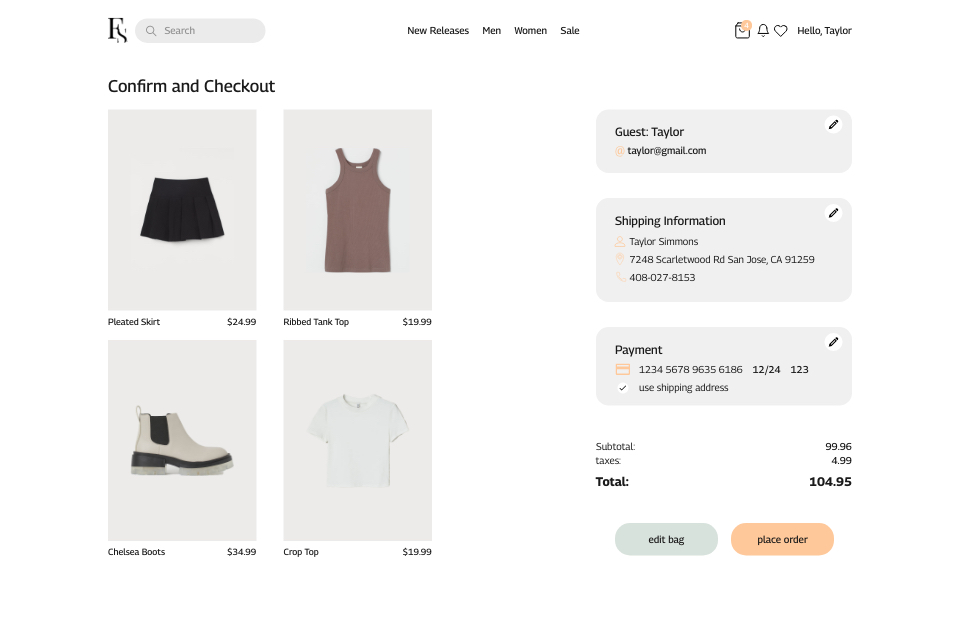 FS
Search
New Releases Men Women Sale
4
Hello, Taylor
Confirm and Checkout
Pleated Skirt $24.99
Ribbed Tank Top $19.99
Chelsea Boots $34.99
Crop Top $19.99
Guest: Taylor
@ taylor@gmail.com
Shipping Information
Taylor Simmons
7248 Scarletwood Rd San Jose, CA 91259
408-027-8153
Payment
1234 5678 9635 6186 12/24 123
use shipping address
Subtotal: 99.96
taxes: 4.99
Total: 104.95
edit bag
place order